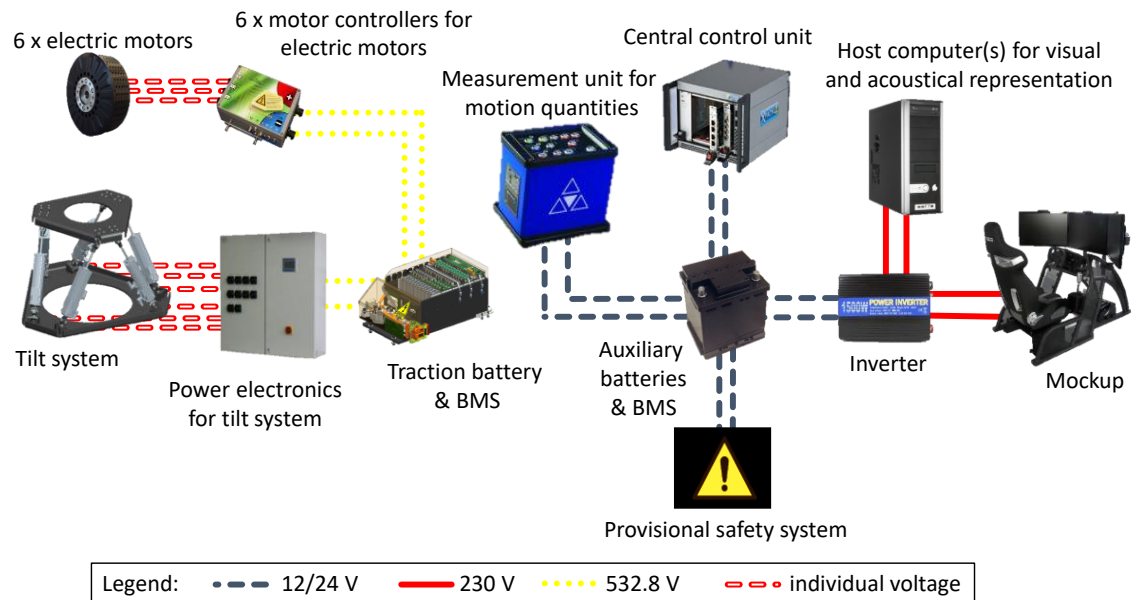 6 x electric motors
6 x motor controllers for
electric motors
Measurement unit for
motion quantities
Central control unit
Host computer(s) for visual
and acoustical representation
1500W POWER INVERTER
Tilt system
Power electronics
for tilt system
Traction battery
& BMS
Auxiliary
batteries
& BMS
Inverter
Mockup
Provisional safety system
Legend: 12/24 V 230 V 532.8 V individual voltage